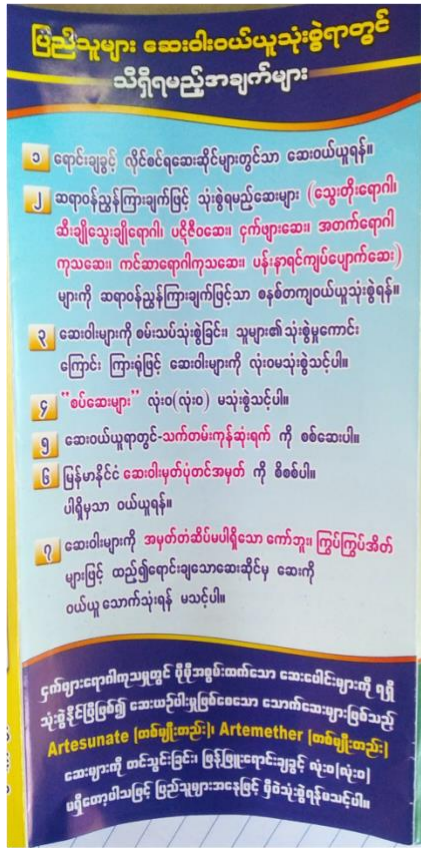 ပြည်သူများ ဆေးဝါးဝယ်ယူသုံးစွဲရာတွင်
သိရှိရမည့်အချက်များ
၁ ရောင်းချခွင့် လိုင်စင်ရဆေးဆိုင်များတွင်သာ ဆေးဝယ်ယူရန်။
၂ ဆရာဝန်ညွှန်ကြားချက်ဖြင့် သုံးစွဲရမည့်ဆေးများ (သွေးတိုးရောဂါ၊
ဆီးချိုသွေးချိုရောဂါ၊ ပဋိဇီဝဆေး၊ ငှက်ဖျားဆေး၊ အတက်ရောဂါ
ကုသဆေး၊ ကင်ဆာရောဂါကုသဆေး၊ ပန်းနာရင်ကျပ်ပျောက်ဆေး)
များကို ဆရာဝန်ညွှန်ကြားချက်ဖြင့်သာ စနစ်တကျဝယ်ယူသုံးစွဲရန်။
၃ ဆေးဝါးများကို စမ်းသပ်သုံးစွဲခြင်း၊ သူများ၏သုံးစွဲမှုကောင်း
ကြောင်း ကြားရုံဖြင့် ဆေးဝါးများကို လုံးဝမသုံးစွဲသင့်ပါ။
၄ "စပ်ဆေးများ" လုံးဝ(လုံးဝ) မသုံးစွဲသင့်ပါ။
၅ ဆေးဝယ်ယူရာတွင်-သက်တမ်းကုန်ဆုံးရက် ကို စစ်ဆေးပါ။
၆ မြန်မာနိုင်ငံ ဆေးဝါးမှတ်ပုံတင်အမှတ် ကို စိစစ်ပါ။
ပါရှိမှသာ ဝယ်ယူရန်။
၇ ဆေးဝါးများကို အမှတ်တံဆိပ်မပါရှိသော ကော်ဘူး၊ ကြွပ်ကြွပ်အိတ်
များဖြင့် ထည့်၍ရောင်းချသောဆေးဆိုင်မှ ဆေးကို
ဝယ်ယူ သောက်သုံးရန် မသင့်ပါ။
ငှက်ဖျားရောဂါကုသမှုတွင် ပိုမိုအစွမ်းထက်သော ဆေးပေါင်းများကို ရရှိ
သုံးစွဲနိုင်ပြီဖြစ်၍ ဆေးယဉ်ပါးမှုဖြစ်စေသော သောက်ဆေးများဖြစ်သည့်
Artesunate (တစ်မျိုးတည်း)၊ Artemether (တစ်မျိုးတည်း)
ဆေးများကို တင်သွင်းခြင်း၊ ဖြန့်ဖြူးရောင်းချခွင့် လုံးဝ(လုံးဝ)
မရှိတော့ပါသဖြင့် ပြည်သူများအနေဖြင့် မှီဝဲသုံးစွဲရန်မသင့်ပါ။